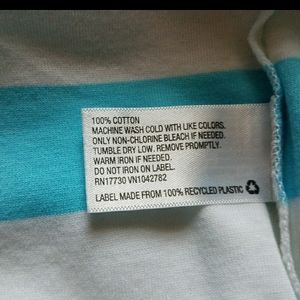 100% COTTON
MACHINE WASH COLD WITH LIKE COLORS.
ONLY NON-CHLORINE BLEACH IF NEEDED.
TUMBLE DRY LOW. REMOVE PROMPTLY.
WARM IRON IF NEEDED.
DO NOT IRON ON LABEL.
RN17730 VN1042782
LABEL MADE FROM 100% RECYCLED PLASTIC